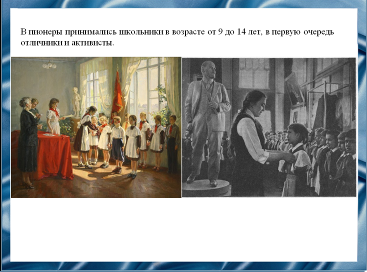 В пионеры принимались школьники в возрасте от 9 до 14 лет, в первую очередь
отличники и активисты.